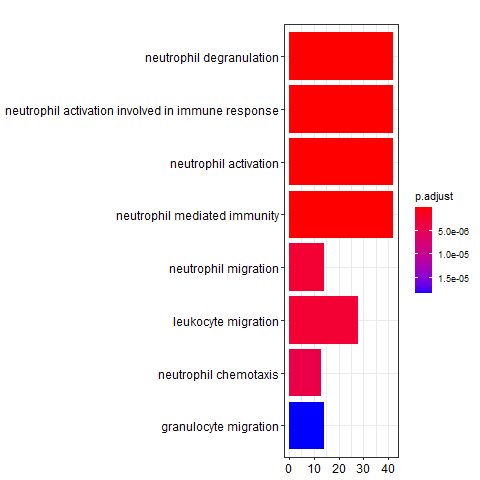 neutrophil degranulation
neutrophil activation involved in immune response
neutrophil activation
neutrophil mediated immunity
neutrophil migration
leukocyte migration
neutrophil chemotaxis
granulocyte migration
0 10 20 30 40
p.adjust
5.0e-06
1.0e-05
1.5e-05